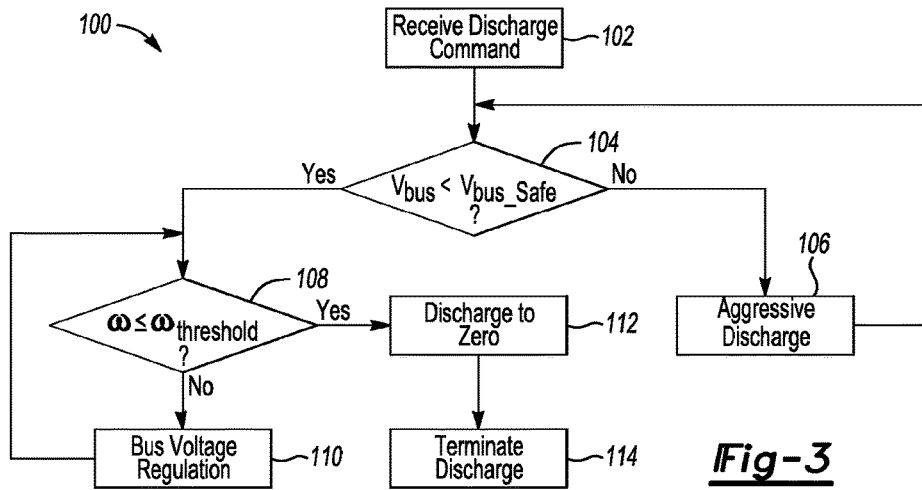 100
Receive Discharge
Command
102
104
Yes
V_bus < V_bus_Safe
?
No
106
Aggressive
Discharge
108
ω ≤ ω_threshold
?
Yes
No
Discharge to
Zero
112
Bus Voltage
Regulation
110
Terminate
Discharge
114
Fig-3